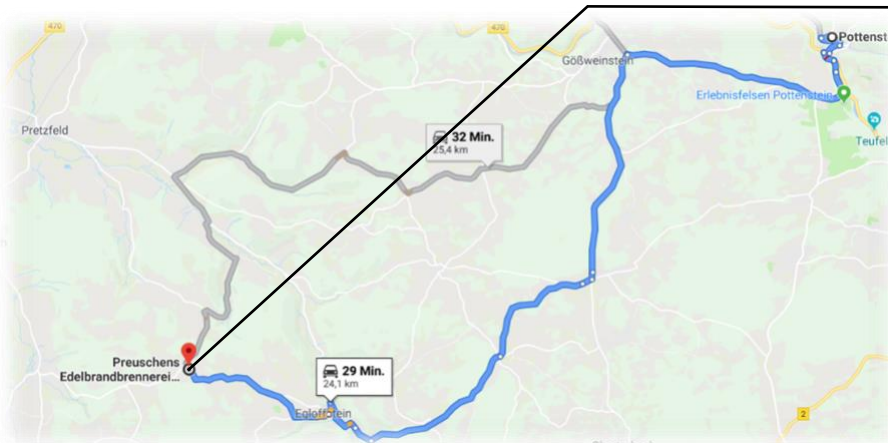 470
470
Pottenst
Gößweinstein
Erlebnisfelsen Pottenstein
Teufel
Pretzfeld
32 Min.
25,4 km
Preuschens
Edelbrandbrennerei...
29 Min.
24,1 km
Egloffstein
2